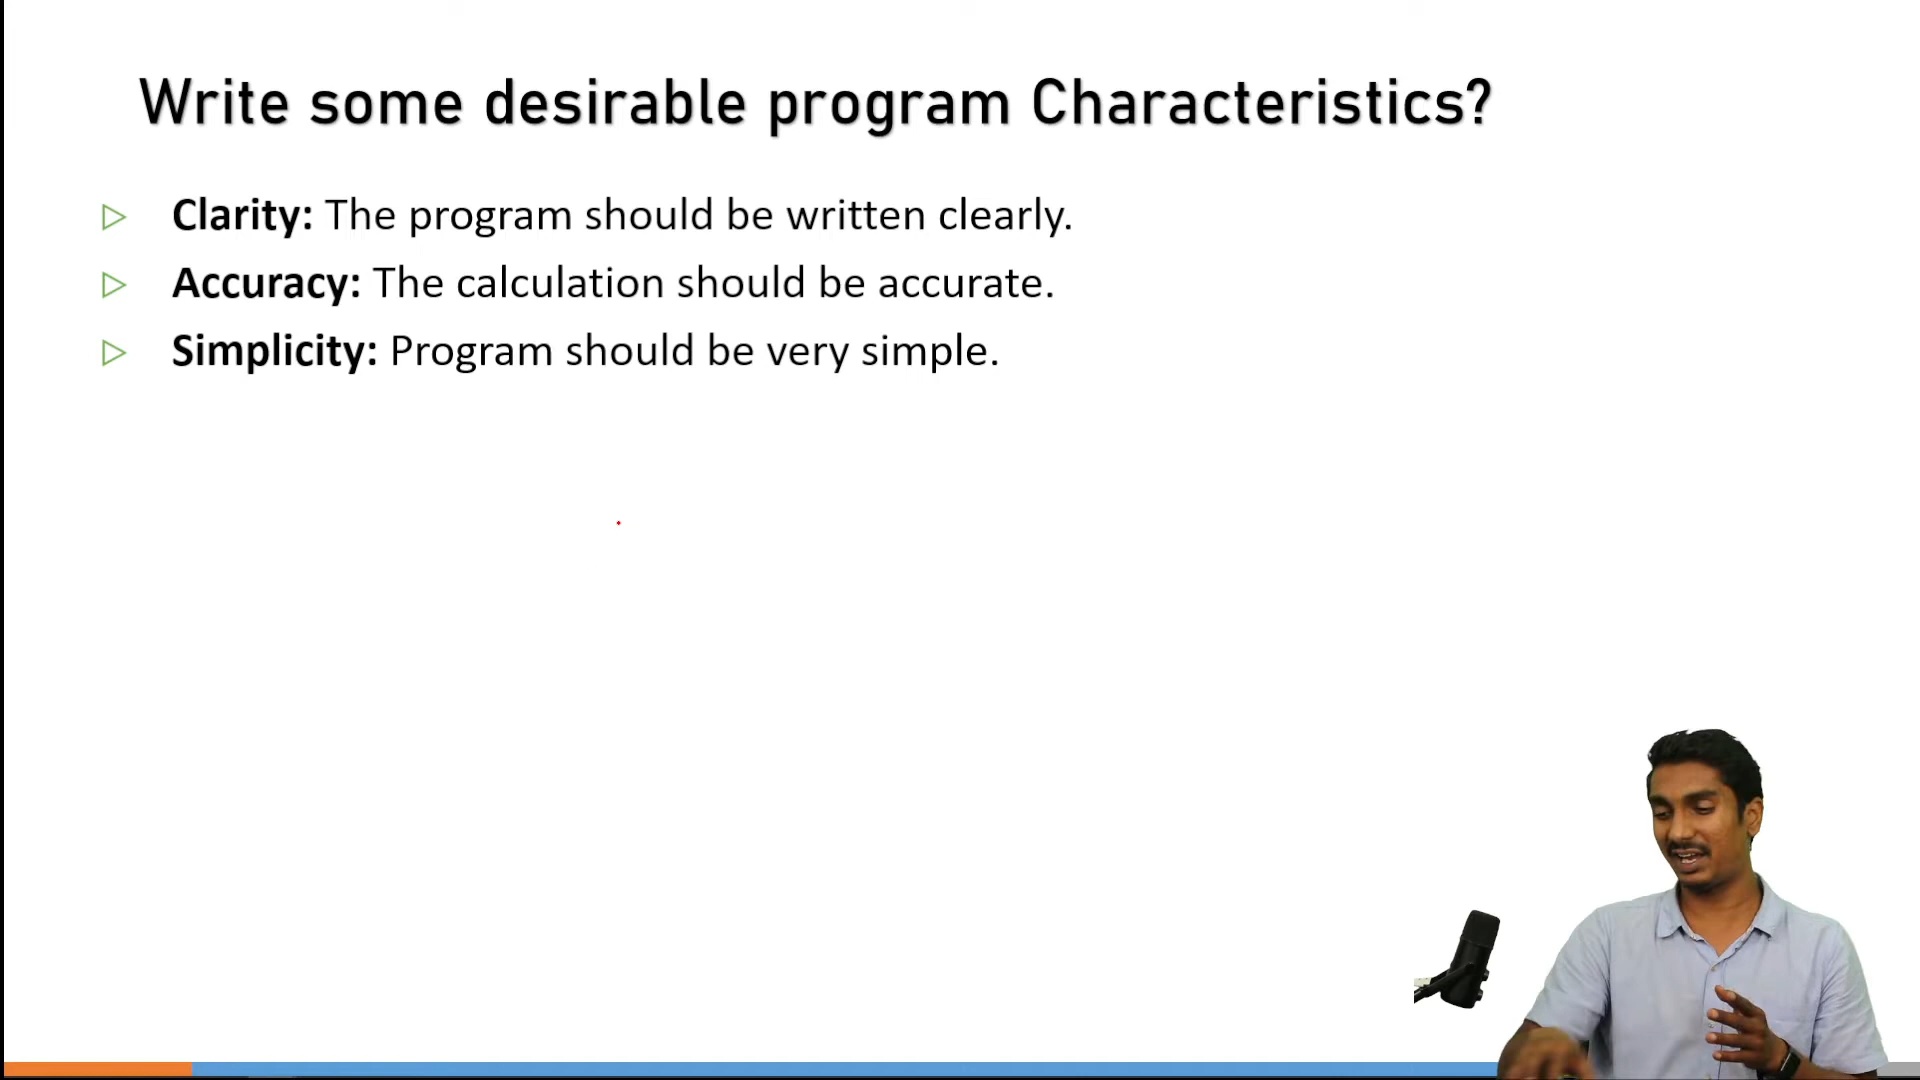 Write some desirable program Characteristics?
Clarity: The program should be written clearly.
Accuracy: The calculation should be accurate.
Simplicity: Program should be very simple.